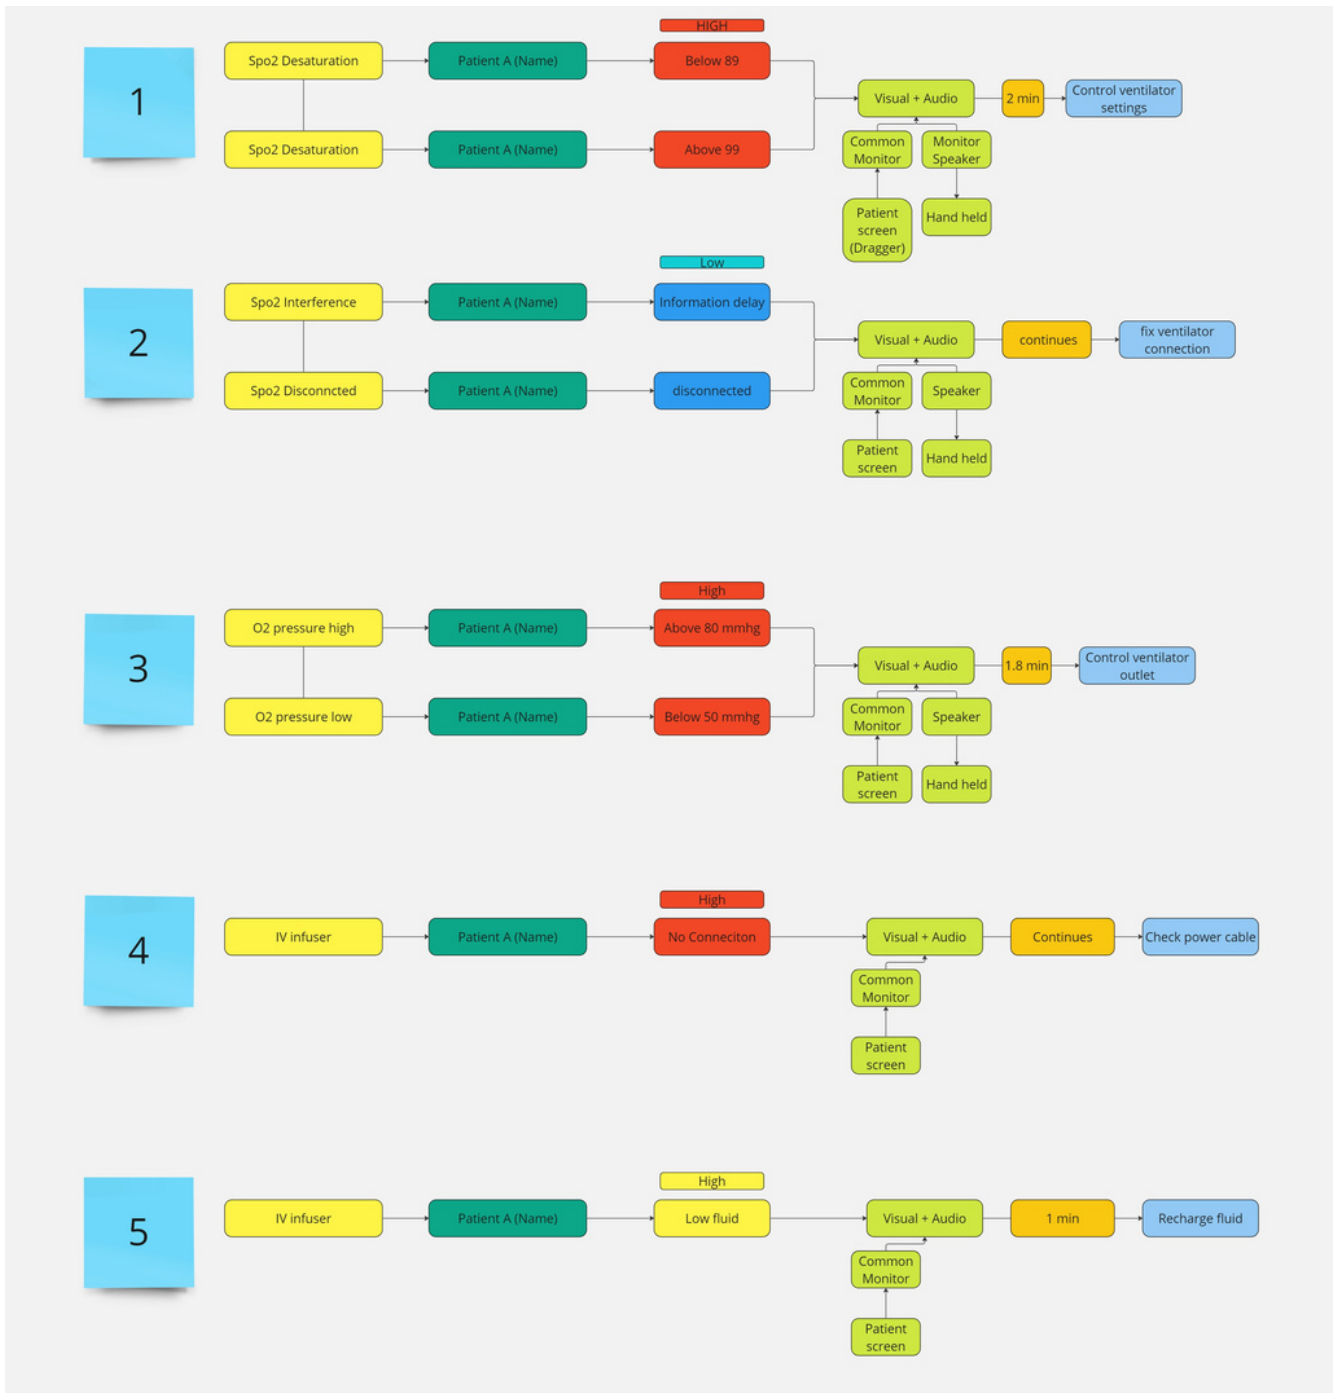 1
HIGH
Spo2 Desaturation
Patient A (Name)
Below 89
Spo2 Desaturation
Patient A (Name)
Above 99
Visual + Audio
2 min
Control ventilator
settings
Common
Monitor
Monitor
Speaker
Patient
screen
(Dragger)
Hand held
2
Low
Spo2 Interference
Patient A (Name)
Information delay
Spo2 Disconncted
Patient A (Name)
disconnected
Visual + Audio
continues
fix ventilator
connection
Common
Monitor
Speaker
Patient
screen
Hand held
3
High
O2 pressure high
Patient A (Name)
Above 80 mmhg
O2 pressure low
Patient A (Name)
Below 50 mmhg
Visual + Audio
1.8 min
Control ventilator
outlet
Common
Monitor
Speaker
Patient
screen
Hand held
4
High
IV infuser
Patient A (Name)
No Conneciton
Visual + Audio
Continues
Check power cable
Common
Monitor
Patient
screen
5
High
IV infuser
Patient A (Name)
Low fluid
Visual + Audio
1 min
Recharge fluid
Common
Monitor
Patient
screen